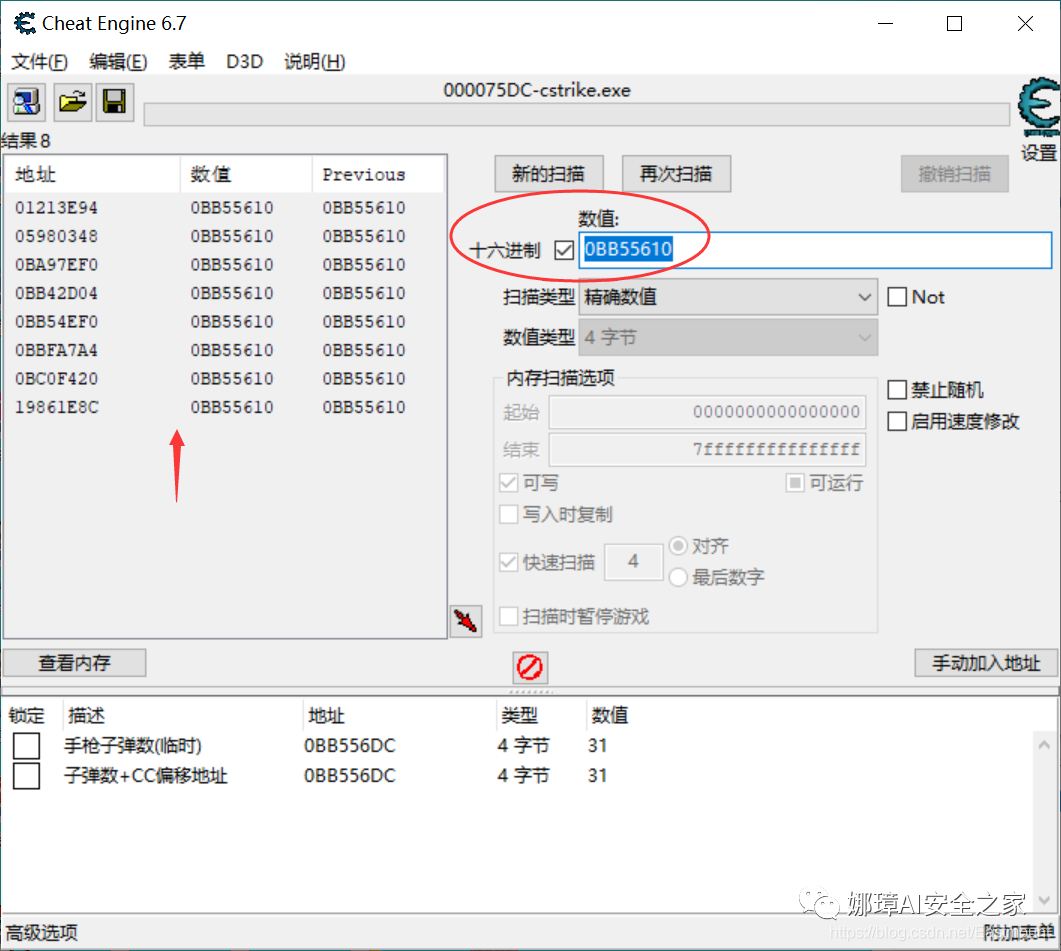 Cheat Engine 6.7
文件(F) 编辑(E) 表单 D3D 说明(H)
000075DC-cstrike.exe
设置
结果 8
地址 数值 Previous
01213E94 0BB55610 0BB55610
05980348 0BB55610 0BB55610
0BA97EF0 0BB55610 0BB55610
0BB42D04 0BB55610 0BB55610
0BB54EF0 0BB55610 0BB55610
0BBFA7A4 0BB55610 0BB55610
0BC0F420 0BB55610 0BB55610
19861E8C 0BB55610 0BB55610
新的扫描 再次扫描 撤销扫描
数值:
十六进制 0BB55610
扫描类型 精确数值 Not
数值类型 4 字节
内存扫描选项
起始 0000000000000000
结束 7fffffffffffffff
可写 可运行
写入时复制
快速扫描 4 对齐
最后数字
扫描时暂停游戏
禁止随机
启用速度修改
查看内存 手动加入地址
锁定 描述 地址 类型 数值
手枪子弹数(临时) 0BB556DC 4 字节 31
子弹数+CC偏移地址 0BB556DC 4 字节 31
娜璋AI安全之家
高级选项 附加表单